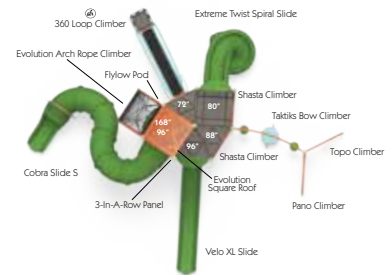 360 Loop Climber
Extreme Twist Spiral Slide
Evolution Arch Rope Climber
Flylow Pod
72"
80"
Shasta Climber
Taktiks Bow Climber
168"
96"
88"
Topo Climber
96"
Shasta Climber
Cobra Slide S
Evolution
Square Roof
3-In-A-Row Panel
Pano Climber
Velo XL Slide